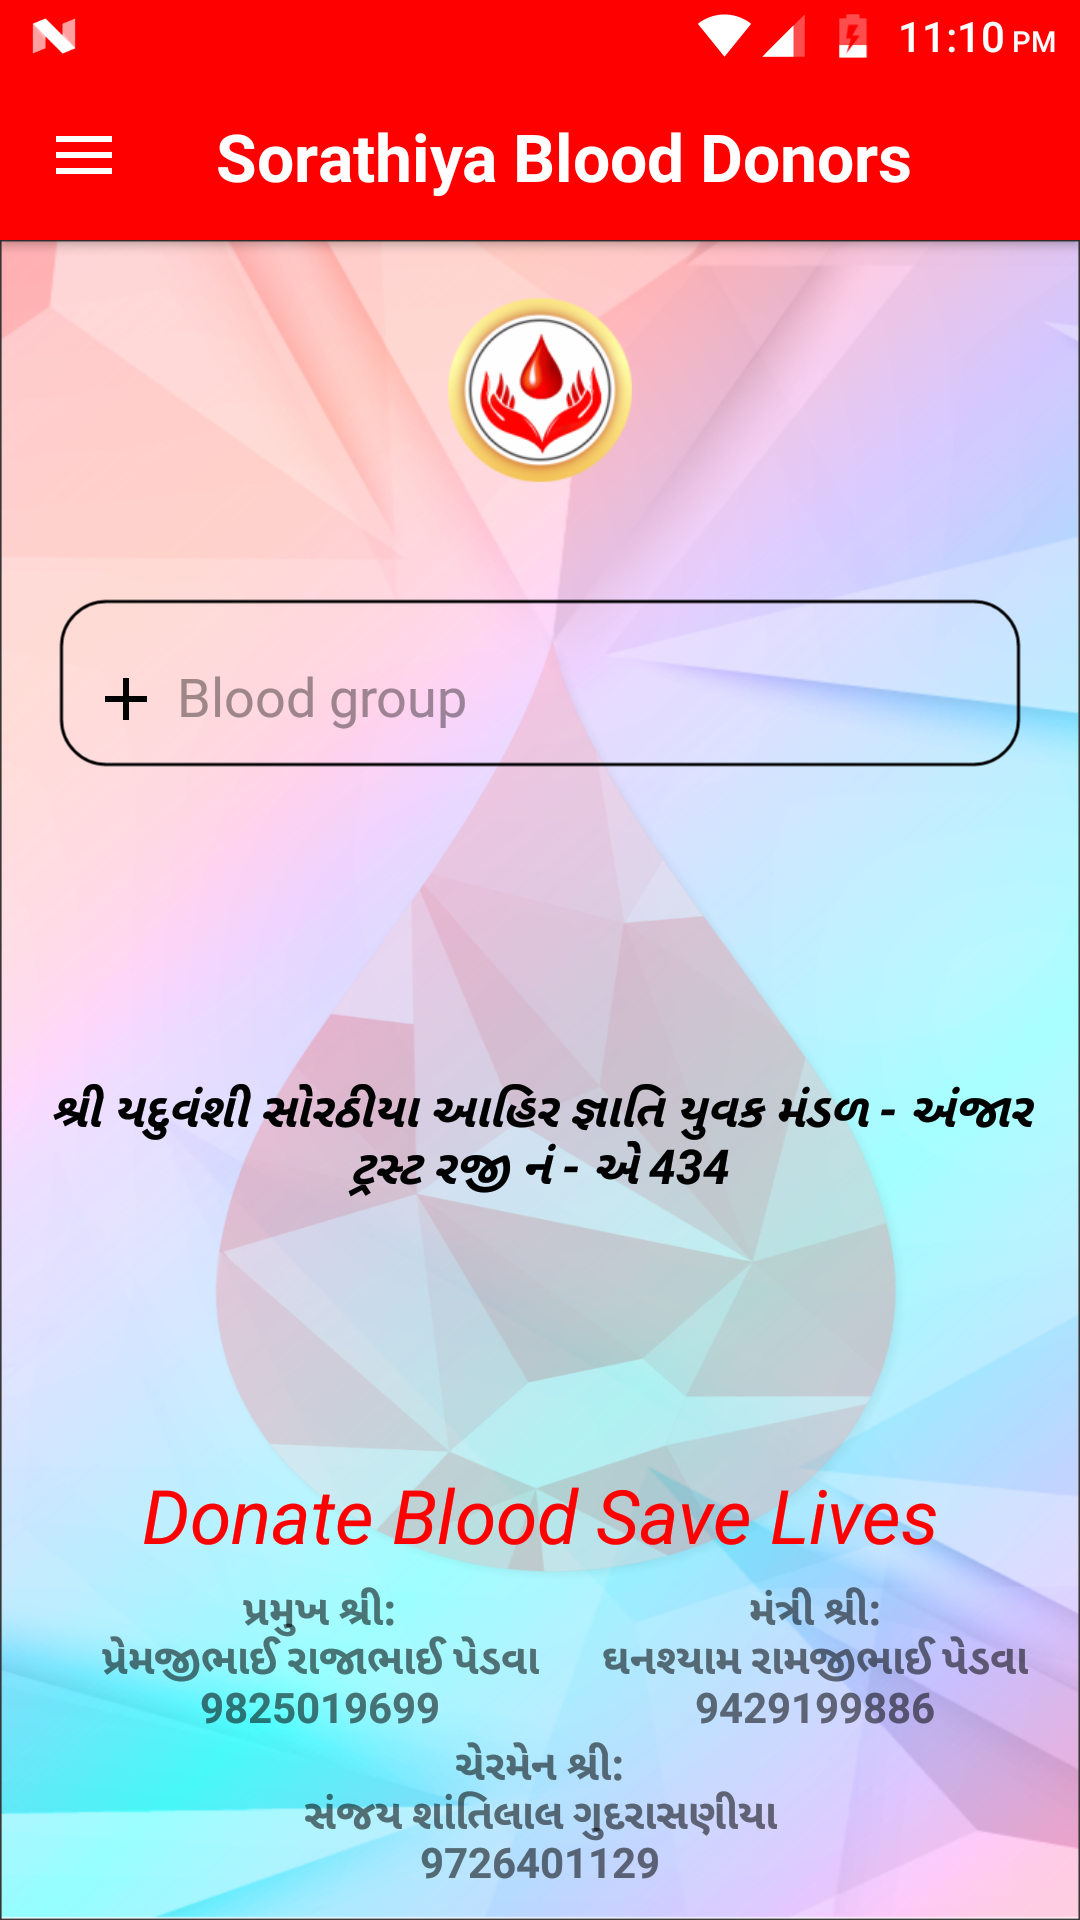 11:10 PM
Sorathiya Blood Donors
Blood group
શ્રી યદુવંશી સોરઠીયા આહિર જ્ઞાતિ યુવક મંડળ - અંજાર
ટ્રસ્ટ રજી નં - એ 434
Donate Blood Save Lives
પ્રમુખ શ્રી:
પ્રેમજીભાઈ રાજાભાઈ પેડવા
9825019699
મંત્રી શ્રી:
ઘનશ્યામ રામજીભાઈ પેડવા
9429199886
ચેરમેન શ્રી:
સંજય શાંતિલાલ ગુદરાસણીયા
9726401129